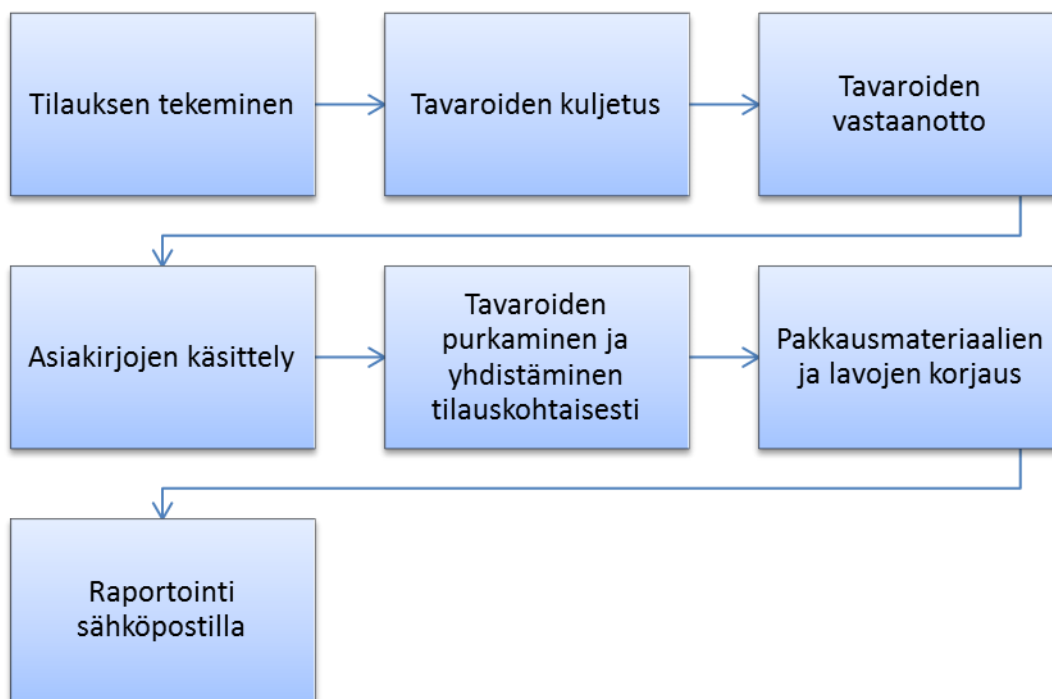 Tilauksen tekeminen
Tavaroiden kuljetus
Tavaroiden
vastaanotto
Asiakirjojen käsittely
Tavaroiden
purkaminen ja
yhdistäminen
tilauskohtaisesti
Pakkausmateriaalien
ja lavojen korjaus
Raportointi
sähköpostilla